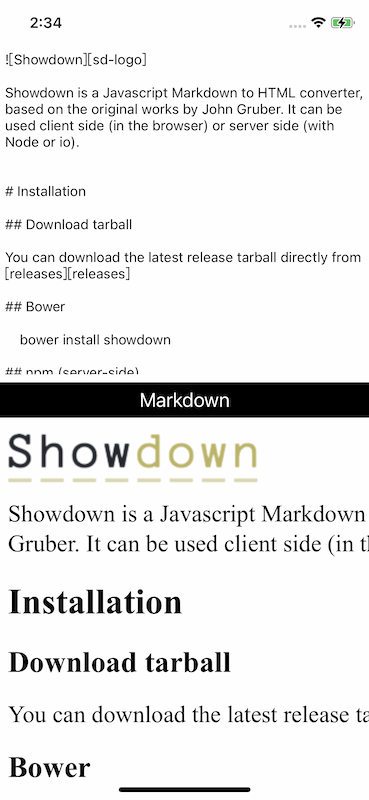 2:34
![Showdown][sd-logo]
Showdown is a Javascript Markdown to HTML converter,
based on the original works by John Gruber. It can be
used client side (in the browser) or server side (with
Node or io).
# Installation
## Download tarball
You can download the latest release tarball directly from
[releases][releases]
## Bower
bower install showdown
## npm (server-side)
Markdown
Showdown
Showdown is a Javascript Markdown
Gruber. It can be used client side (in t
Installation
Download tarball
You can download the latest release ta
Bower